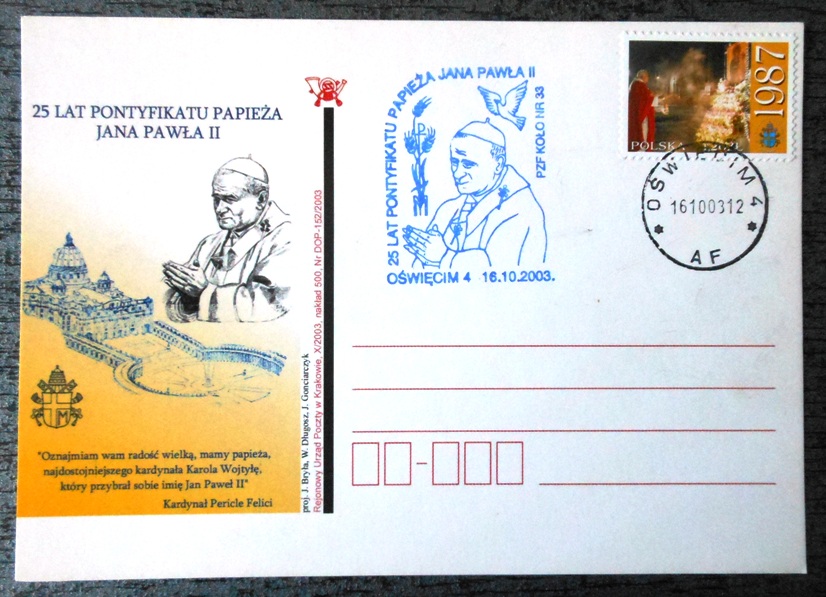 25 LAT PONTYFIKATU PAPIEŻA
JANA PAWŁA II
"Oznajmiam wam radość wielką, mamy papieża,
najdostojniejszego kardynała Karola Wojtyłę,
który przybrał sobie imię Jan Paweł II"
Kardynał Pericle Felici
proj. J. Bryła, W. Długosz, J. Gonciarczyk
Rejonowy Urząd Poczty w Krakowie, X/2003, nakład 500, Nr DOP-152/2003
25 LAT PONTYFIKATU PAPIEŻA JANA PAWŁA II
P
PZF KOŁO NR 33
OŚWIĘCIM 4 16.10.2003.
1987
POLSKA
OŚWIĘCIM 4
16100312
AF